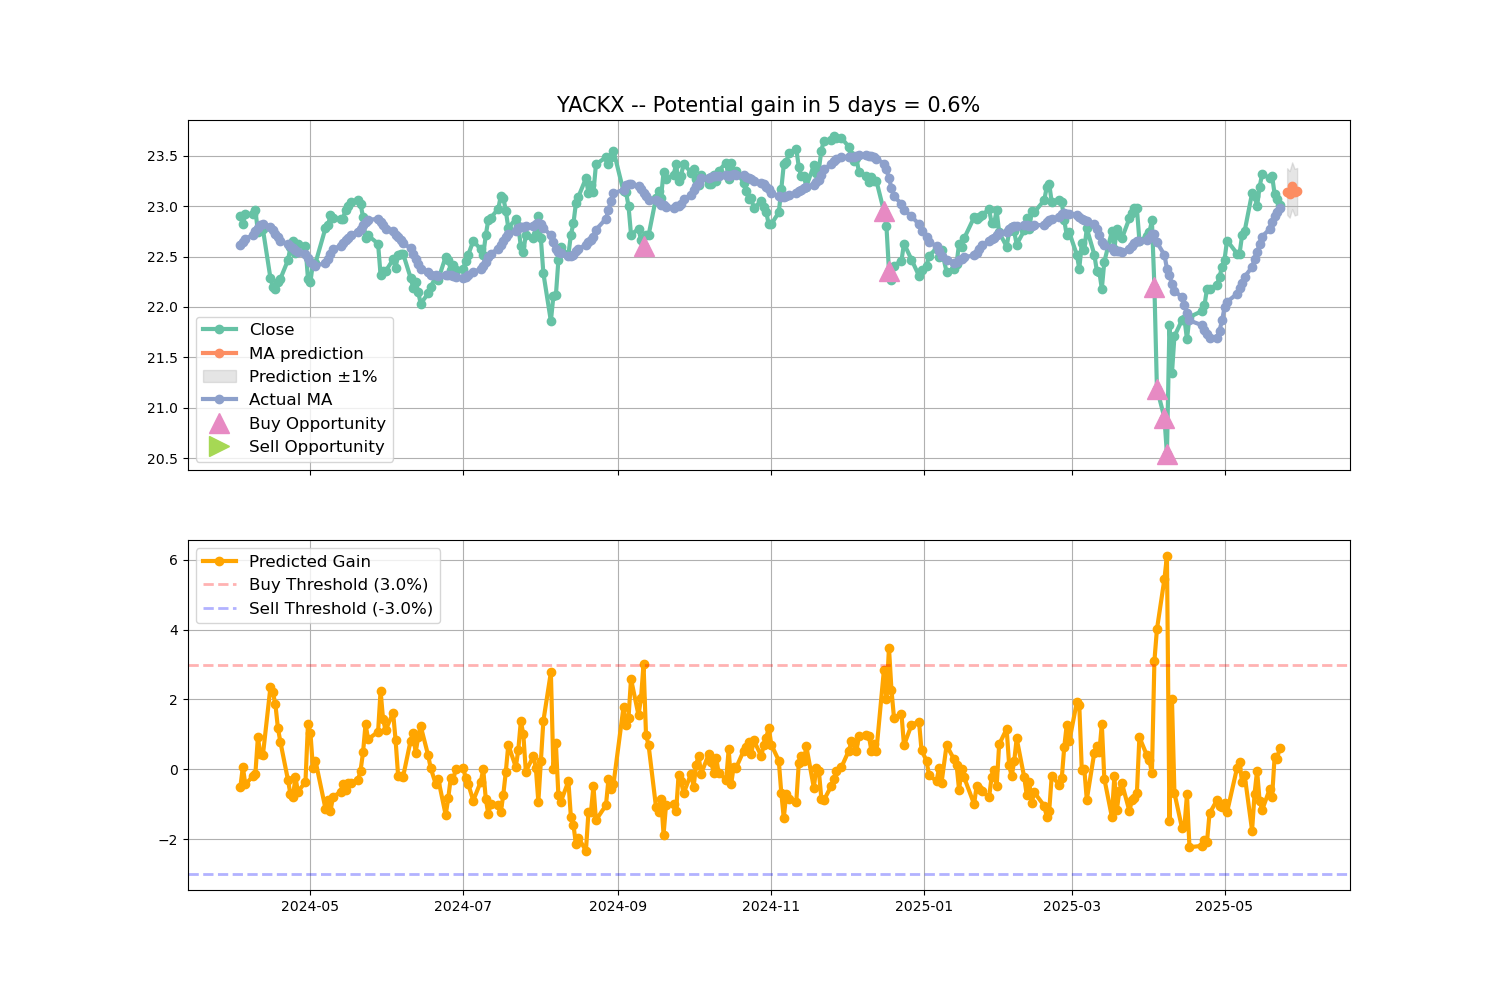 YACKX -- Potential gain in 5 days = 0.6%
23.5
23.0
22.5
22.0
21.5
21.0
20.5
Close
MA prediction
Prediction ±1%
Actual MA
Buy Opportunity
Sell Opportunity
6
4
2
0
−2
Predicted Gain
Buy Threshold (3.0%)
Sell Threshold (-3.0%)
2024-05
2024-07
2024-09
2024-11
2025-01
2025-03
2025-05